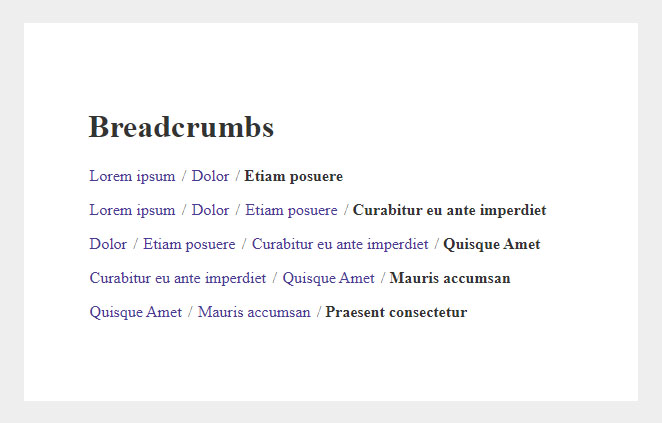 Breadcrumbs
Lorem ipsum / Dolor / Etiam posuere
Lorem ipsum / Dolor / Etiam posuere / Curabitur eu ante imperdiet
Dolor / Etiam posuere / Curabitur eu ante imperdiet / Quisque Amet
Curabitur eu ante imperdiet / Quisque Amet / Mauris accumsan
Quisque Amet / Mauris accumsan / Praesent consectetur